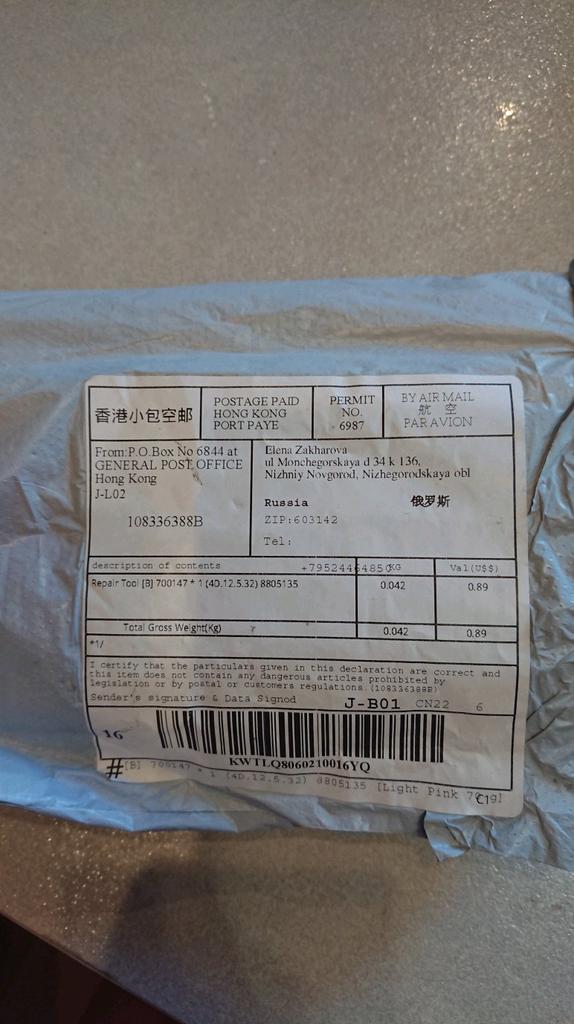 香港小包空邮
POSTAGE PAID
HONG KONG
PORT PAYE
PERMIT
NO.
6987
BY AIR MAIL
航 空
PAR AVION
From:P.O.Box No 6844 at
GENERAL POST OFFICE
Hong Kong
J-L02
108336388B
Elena Zakharova
ul Monchegorskaya d 34 k 136,
Nizhniy Novgorod, Nizhegorodskaya obl
Russia 俄罗斯
ZIP:603142
Tel:
description of contents +79524464850 KG Val(US$)
Repair Tool [B] 700147 * 1 (4D.12.5.32) 8805135 0.042 0.89
Total Gross Weight(Kg) 0.042 0.89
*1/
I certify that the particulars given in this declaration are correct and
this item does not contain any dangerous articles prohibited by
legislation or by postal or customers regulations.(108336388B)
Sender's signature & Data Signod J-B01 CN22 6
16
KWTLQ8060210016YQ
# [B] 700147 * 1 (4D.12.5.32) 8805135 [Light Pink
C1